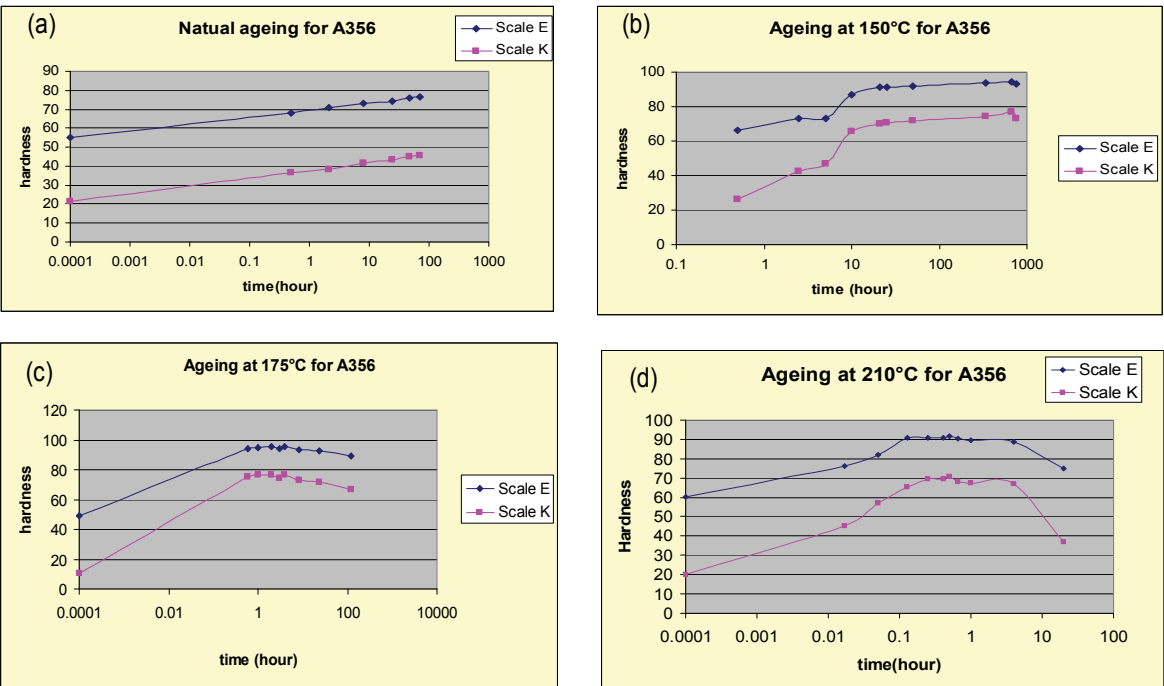 (a)
Natual ageing for A356
Scale E
Scale K
90
80
70
60
50
40
30
20
10
0
hardness
0.0001 0.001 0.01 0.1 1 10 100 1000
time(hour)
(b)
Ageing at 150°C for A356
100
80
60
40
20
0
hardness
Scale E
Scale K
0.1 1 10 100 1000
time (hour)
(c)
Ageing at 175°C for A356
120
100
80
60
40
20
0
hardness
Scale E
Scale K
0.0001 0.01 1 100 10000
time (hour)
(d)
Ageing at 210°C for A356
Scale E
Scale K
100
90
80
70
60
50
40
30
20
10
0
Hardness
0.0001 0.001 0.01 0.1 1 10 100
time(hour)